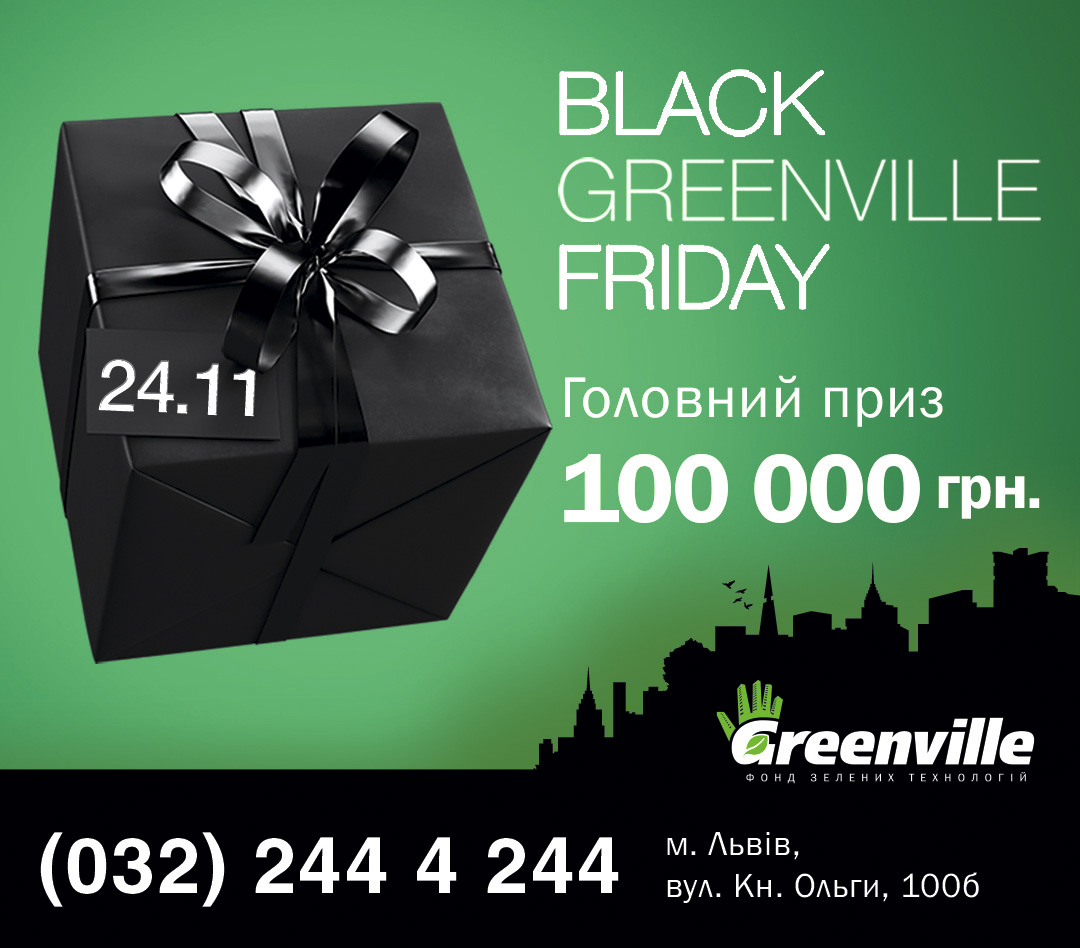 BLACK
GREENVILLE
FRIDAY
24.11
Головний приз
100 000 грн.
Greenville
ФОНД ЗЕЛЕНИХ ТЕХНОЛОГІЙ
(032) 244 4 244
м. Львів,
вул. Кн. Ольги, 100б